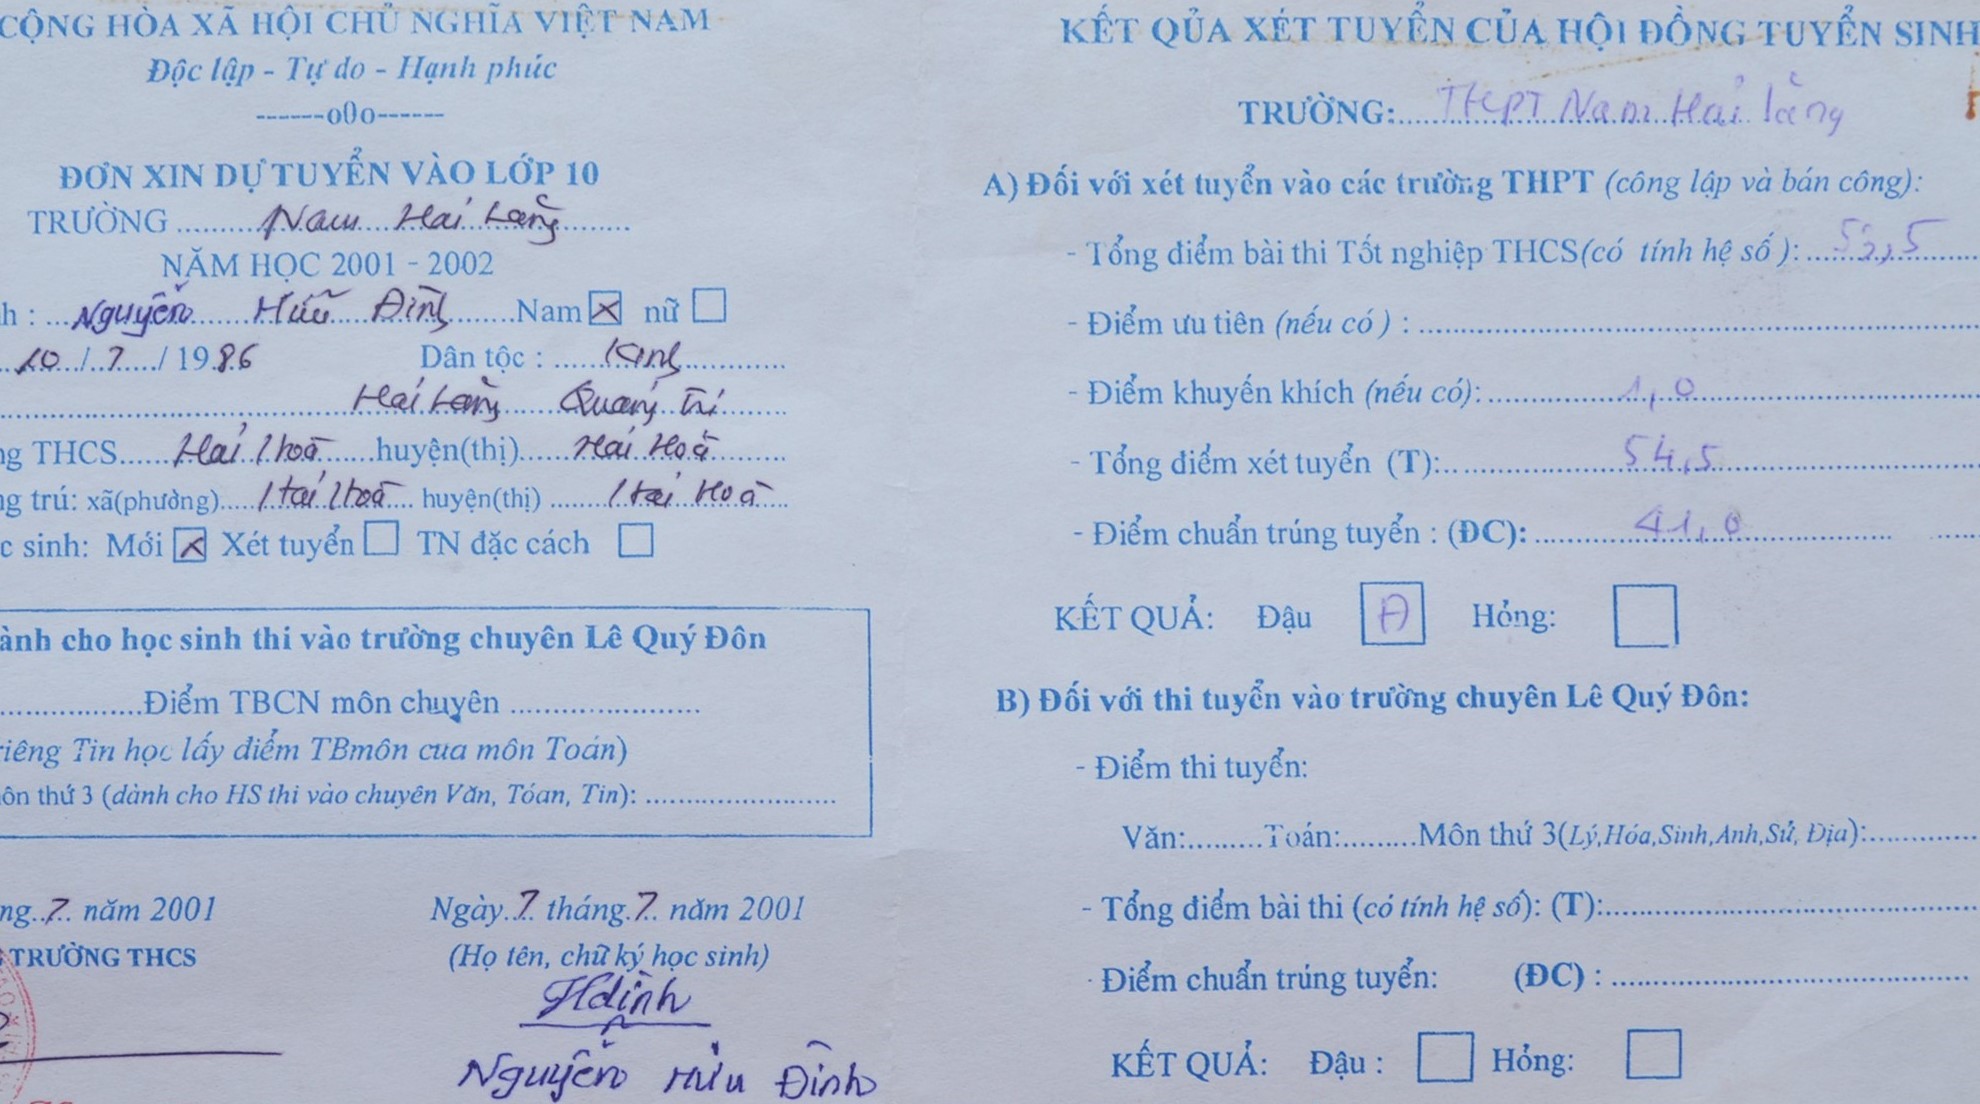 CỘNG HÒA XÃ HỘI CHỦ NGHĨA VIỆT NAM
Độc lập - Tự do - Hạnh phúc
------o0o------
ĐƠN XIN DỰ TUYỂN VÀO LỚP 10
TRƯỜNG ......... Nam Hải Lăng ........
NĂM HỌC 2001 - 2002
h : ... Nguyễn Hữu Đình ........ Nam ☒ nữ ☐
10 / 7 / 1986 Dân tộc : ..... Kinh ............
Hải Lăng Quảng Trị
ng THCS...... Hải Hoà ......huyện(thị)...... Hải Hoà ........
ng trú: xã(phường)..... Hải Hoà .... huyện(thị) ....... Hải Hoà ..
c sinh: Mới ☒ Xét tuyển ☐ TN đặc cách ☐
ành cho học sinh thi vào trường chuyên Lê Quý Đôn
................Điểm TBCN môn chuyên .....................
riêng Tin học lấy điểm TBmôn cua môn Toán)
ôn thứ 3 (dành cho HS thi vào chuyên Văn, Tóan, Tin): ........................
ng..7.. năm 2001
TRƯỜNG THCS
Ngày..7. tháng.7. năm 2001
(Họ tên, chữ ký học sinh)
Hđình
Nguyễn Hữu Đình
KẾT QỦA XÉT TUYỂN CỦA HỘI ĐỒNG TUYỂN SINH
TRƯỜNG:.... THPT Nam Hải Lăng
A) Đối với xét tuyển vào các trường THPT (công lập và bán công):
- Tổng điểm bài thi Tốt nghiệp THCS(có tính hệ số ): ..... 53,5 .....
- Điểm ưu tiên (nếu có ) : ........................................
- Điểm khuyến khích (nếu có): .............. 1,0 ....................
- Tổng điểm xét tuyển (T):.................. 54,5 ....................
- Điểm chuẩn trúng tuyển : (ĐC): ........... 41,0 ...............
KẾT QUẢ: Đậu Đ Hỏng: ☐
B) Đối với thi tuyển vào trường chuyên Lê Quý Đôn:
- Điểm thi tuyển:
Văn:.........Toán:.........Môn thứ 3(Lý,Hóa,Sinh,Anh,Sử, Địa):............
- Tổng điểm bài thi (có tính hệ số): (T):........................................
- Điểm chuẩn trúng tuyển: (ĐC) : ........................................
KẾT QUẢ: Đậu : ☐ Hỏng: ☐